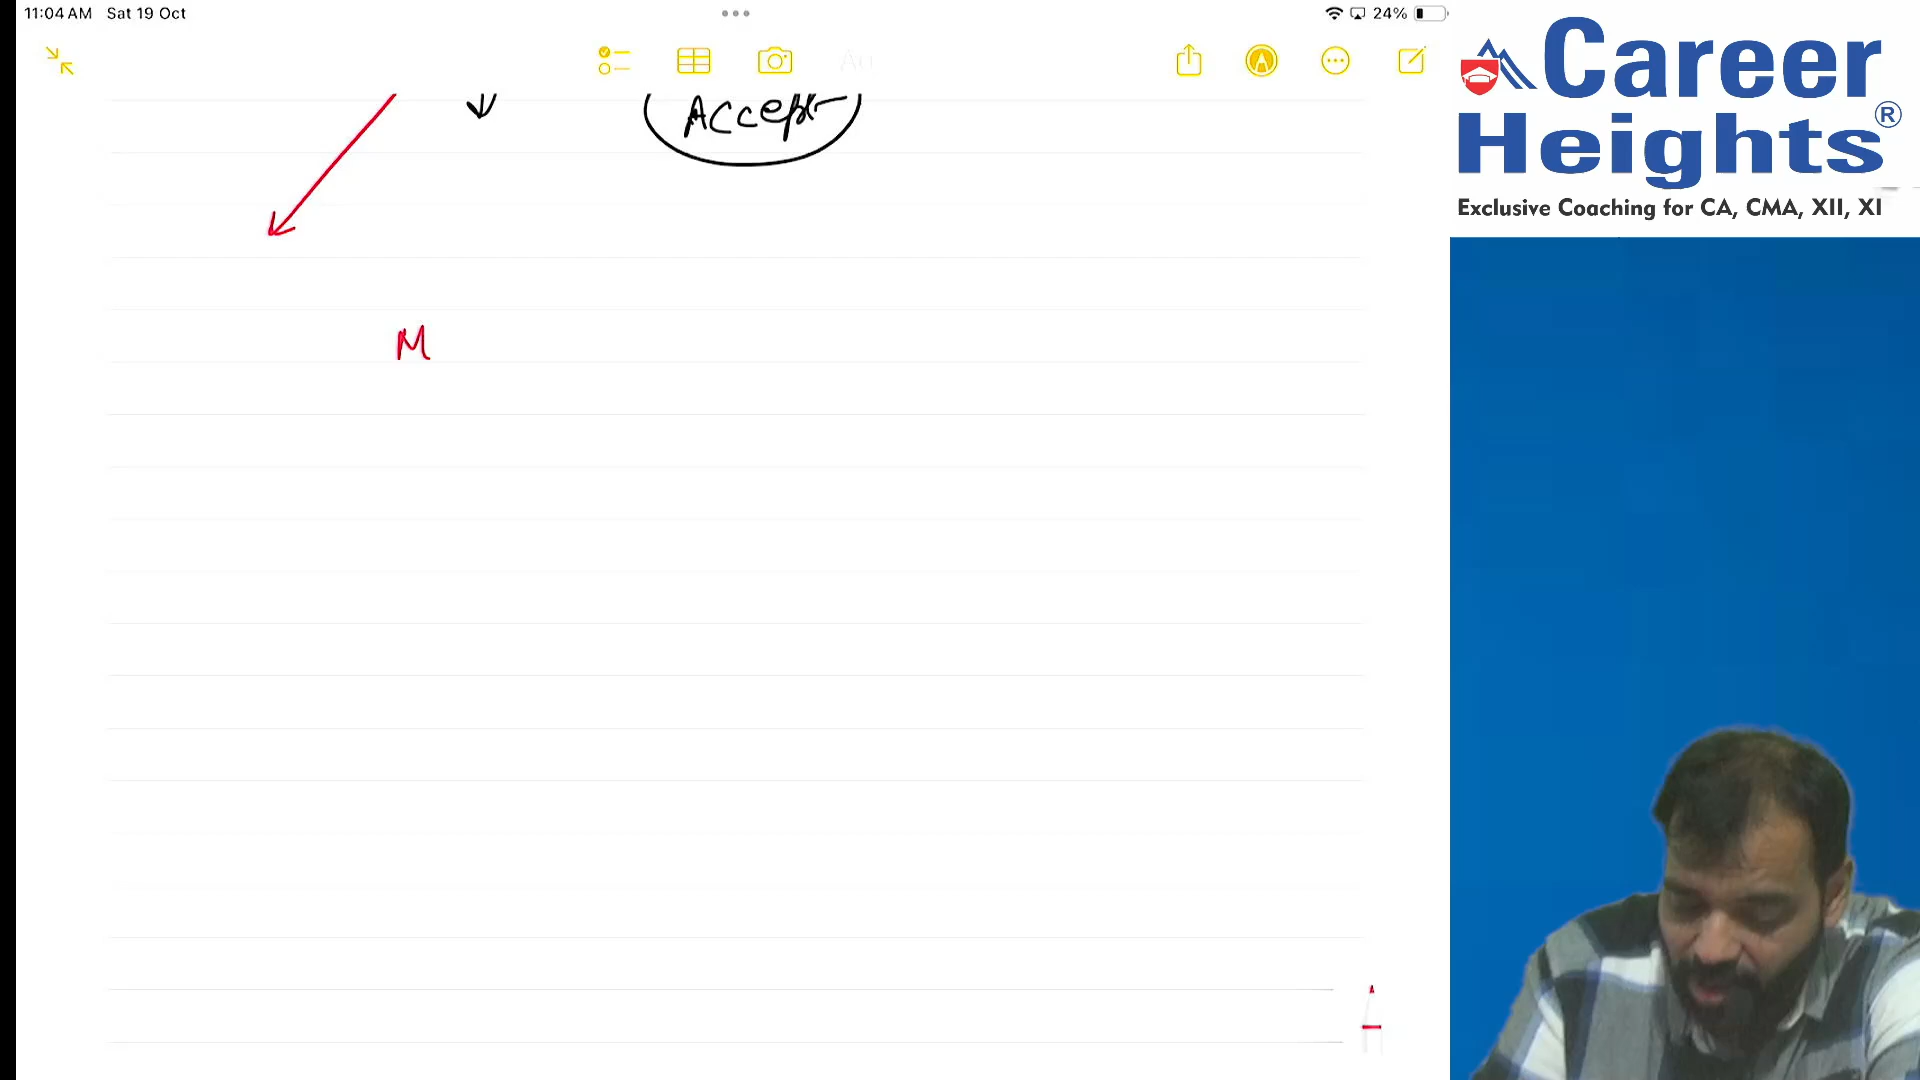 11:04 AM Sat 19 Oct
24%
Career
Heights®
Exclusive Coaching for CA, CMA, XII, XI
Accept
M